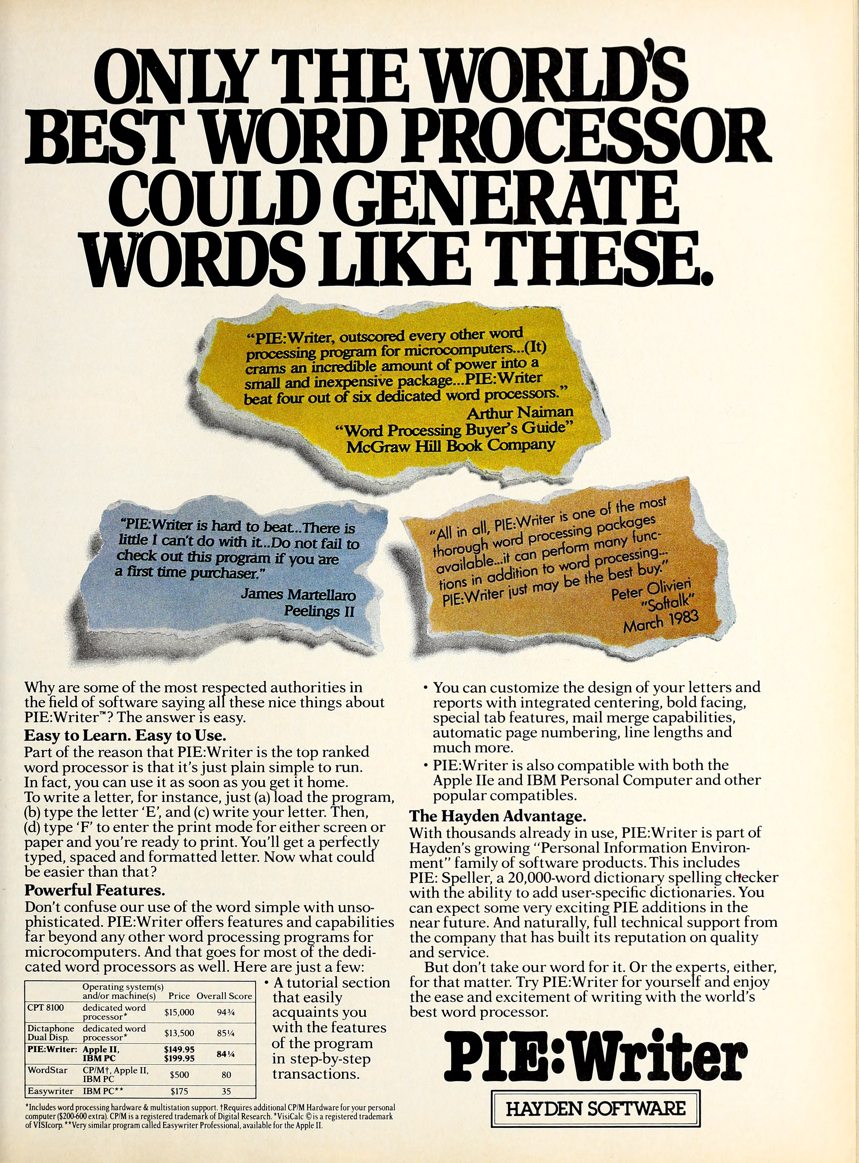 ONLY THE WORLD'S
BEST WORD PROCESSOR
COULD GENERATE
WORDS LIKE THESE.
“PIE:Writer, outscored every other word
processing program for microcomputers...(It)
crams an incredible amount of power into a
small and inexpensive package...PIE:Writer
beat four out of six dedicated word processors.”
Arthur Naiman
“Word Processing Buyer's Guide”
McGraw Hill Book Company
“PIE:Writer is hard to beat...There is
little I can't do with it...Do not fail to
check out this program if you are
a first time purchaser.”
James Martellaro
Peelings II
“All in all, PIE:Writer is one of the most
thorough word processing packages
available...it can perform many func-
tions in addition to word processing...
PIE:Writer just may be the best buy.”
Peter Olivieri
“Softalk”
March 1983
Why are some of the most respected authorities in
the field of software saying all these nice things about
PIE:Writer™? The answer is easy.
Easy to Learn. Easy to Use.
Part of the reason that PIE:Writer is the top ranked
word processor is that it's just plain simple to run.
In fact, you can use it as soon as you get it home.
To write a letter, for instance, just (a) load the program,
(b) type the letter ‘E’, and (c) write your letter. Then,
(d) type ‘F’ to enter the print mode for either screen or
paper and you're ready to print. You'll get a perfectly
typed, spaced and formatted letter. Now what could
be easier than that?
Powerful Features.
Don't confuse our use of the word simple with unso-
phisticated. PIE:Writer offers features and capabilities
far beyond any other word processing programs for
microcomputers. And that goes for most of the dedi-
cated word processors as well. Here are just a few:
Operating system(s)
and/or machine(s) Price Overall Score
CPT 8100 dedicated word
processor* $15,000 94¾
Dictaphone dedicated word
Dual Disp. processor* $13,500 85¼
PIE:Writer: Apple II, $149.95
IBM PC $199.95 84¼
WordStar CP/M†, Apple II,
IBM PC $500 80
Easywriter IBM PC** $175 35
• A tutorial section
that easily
acquaints you
with the features
of the program
in step-by-step
transactions.
*Includes word processing hardware & multistation support. †Requires additional CP/M Hardware for your personal
computer ($200-600 extra). CP/M is a registered trademark of Digital Research. *VisiCalc © is a registered trademark
of VISIcorp. **Very similar program called Easywriter Professional, available for the Apple II.
• You can customize the design of your letters and
reports with integrated centering, bold facing,
special tab features, mail merge capabilities,
automatic page numbering, line lengths and
much more.
• PIE:Writer is also compatible with both the
Apple IIe and IBM Personal Computer and other
popular compatibles.
The Hayden Advantage.
With thousands already in use, PIE:Writer is part of
Hayden's growing “Personal Information Environ-
ment” family of software products. This includes
PIE: Speller, a 20,000-word dictionary spelling checker
with the ability to add user-specific dictionaries. You
can expect some very exciting PIE additions in the
near future. And naturally, full technical support from
the company that has built its reputation on quality
and service.
But don't take our word for it. Or the experts, either,
for that matter. Try PIE:Writer for yourself and enjoy
the ease and excitement of writing with the world's
best word processor.
PIE:Writer
HAYDEN SOFTWARE